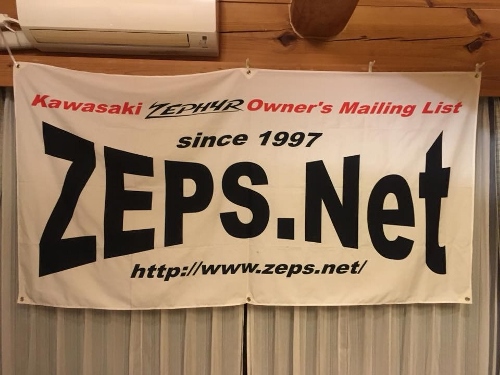 Kawasaki ZEPHYR Owner's Mailing List
since 1997
ZEPS.Net
http://www.zeps.net/